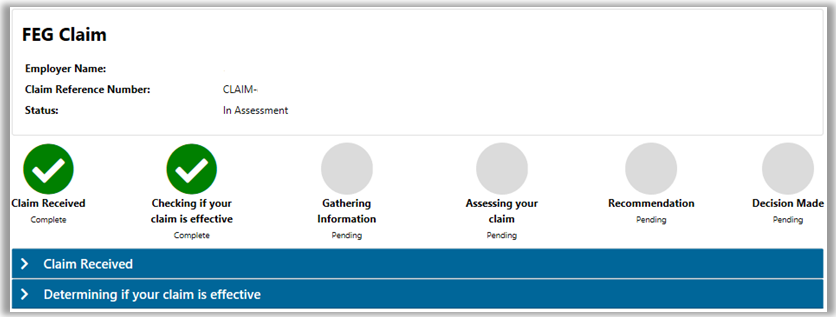 FEG Claim
Employer Name:
Claim Reference Number: CLAIM-
Status: In Assessment
Claim Received
Complete
Checking if your
claim is effective
Complete
Gathering
Information
Pending
Assessing your
claim
Pending
Recommendation
Pending
Decision Made
Pending
Claim Received
Determining if your claim is effective